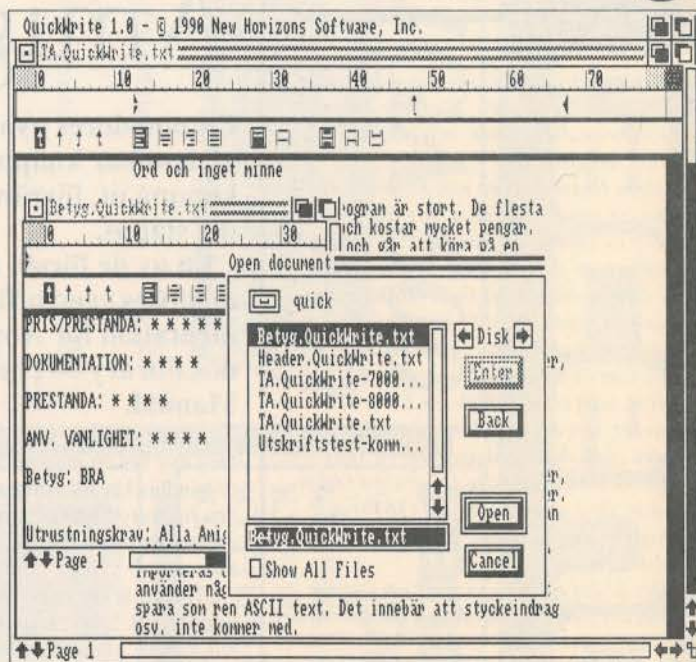 QuickWrite 1.0 - © 1990 New Horizons Software, Inc.
TA.QuickWrite.txt
0 10 20 30 40 50 60 70
Ord och inget minne
Betyg.QuickWrite.txt
0 10 20 30
ogram är stort. De flesta
ch kostar mycket pengar.
och går att köra på en
Open document
quick
Betyg.QuickWrite.txt
Header.QuickWrite.txt
TA.QuickWrite-7000...
TA.QuickWrite-8000...
TA.QuickWrite.txt
Utskriftstest-komm...
Disk
Enter
Back
Open
Cancel
Betyg.QuickWrite.txt
Show All Files
PRIS/PRESTANDA: * * * * *
DOKUMENTATION: * * * *
PRESTANDA: * * * *
ANV. VANLIGHET: * * * *
Betyg: BRA
Utrustningskrav: Alla Amig
Page 1
använder någ
spara som ren ASCII text. Det innebär att styckeindrag
osv. inte kommer med.
Page 1